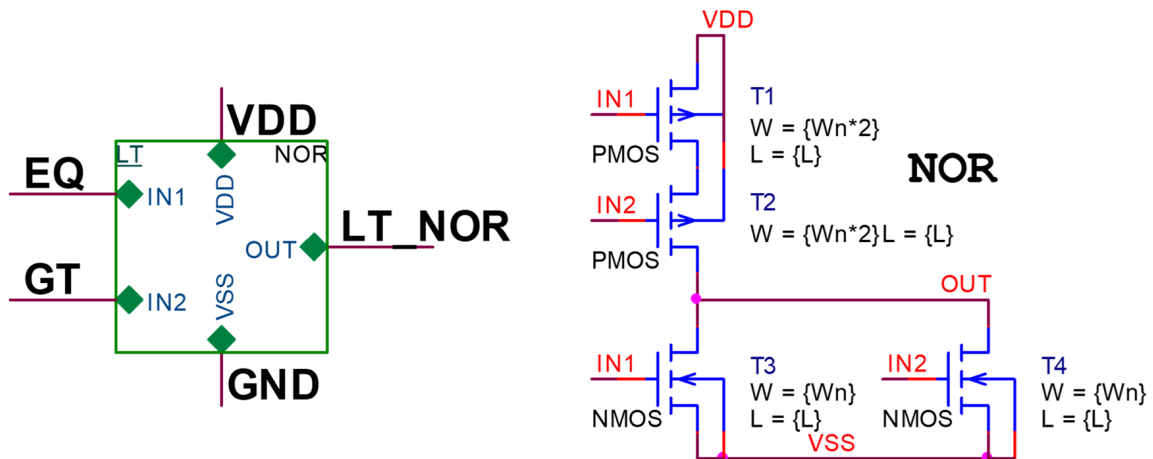 VDD
LT
NOR
EQ
IN1
VDD
OUT
LT_NOR
GT
IN2
VSS
GND
VDD
IN1
T1
W = {Wn*2}
L = {L}
PMOS
NOR
IN2
T2
W = {Wn*2} L = {L}
PMOS
OUT
IN1
T3
W = {Wn}
L = {L}
NMOS
IN2
T4
W = {Wn}
L = {L}
NMOS
VSS